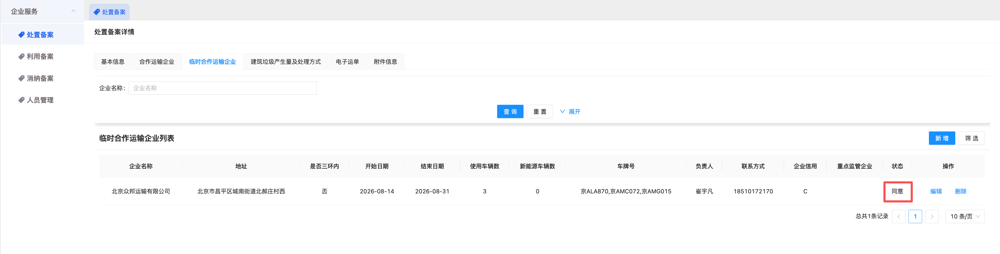 企业服务
处置备案
利用备案
消纳备案
人员管理
处置备案
处置备案详情
基本信息 合作运输企业 临时合作运输企业 建筑垃圾产生量及处理方式 电子运单 附件信息
企业名称: 企业名称
查 询 重 置 展开
临时合作运输企业列表 新 增 筛 选
企业名称 地址 是否三环内 开始日期 结束日期 使用车辆数 新能源车辆数 车牌号 负责人 联系方式 企业信用 重点监管企业 状态 操作
北京众邦运输有限公司 北京市昌平区城南街道北郝庄村西 否 2026-08-14 2026-08-31 3 0 京ALA870,京AMC072,京AMG015 崔宇凡 18510172170 C 同意 编辑 删除
总共1条记录 < 1 > 10 条/页